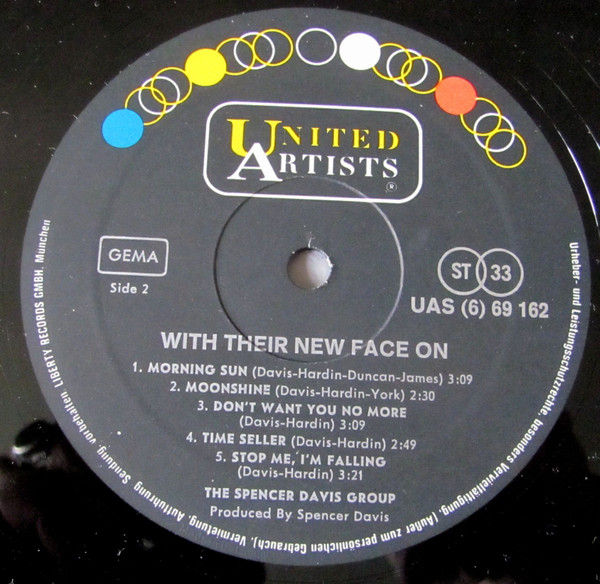 UNITED
ARTISTS
®
GEMA
Side 2
ST 33
UAS (6) 69 162
WITH THEIR NEW FACE ON
1. MORNING SUN (Davis-Hardin-Duncan-James) 3:09
2. MOONSHINE (Davis-Hardin-York) 2:30
3. DON'T WANT YOU NO MORE
(Davis-Hardin) 3:09
4. TIME SELLER (Davis-Hardin) 2:49
5. STOP ME, I'M FALLING
(Davis-Hardin) 3:21
THE SPENCER DAVIS GROUP
Produced By Spencer Davis
Urheber- und Leistungsschutzrechte, besonders Vervielfältigung, (Außer zum persönlichen Gebrauch), Vermietung, Aufführung Sendung, vorbehalten LIBERTY RECORDS GMBH. München